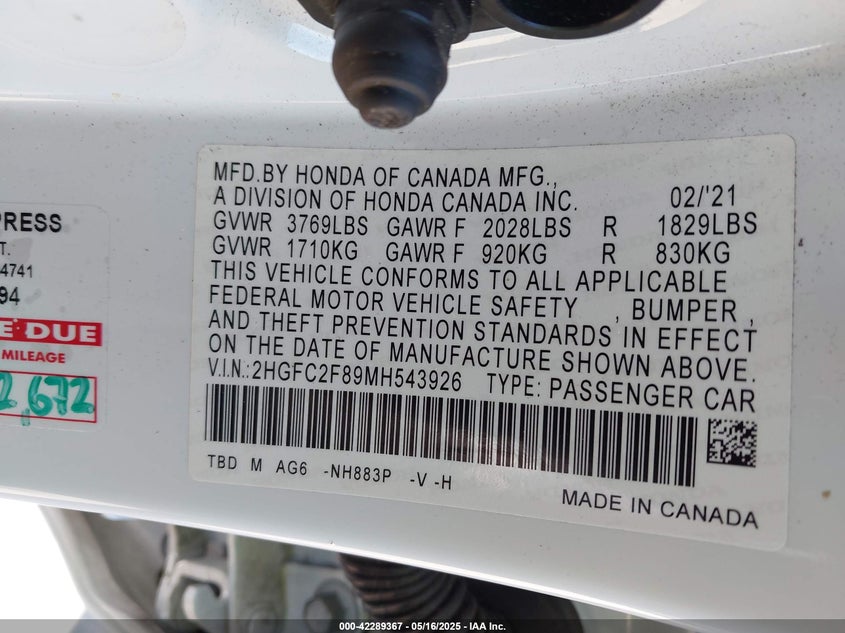 MFD.BY HONDA OF CANADA MFG.,
A DIVISION OF HONDA CANADA INC. 02/'21
GVWR 3769LBS GAWR F 2028LBS R 1829LBS
GVWR 1710KG GAWR F 920KG R 830KG
THIS VEHICLE CONFORMS TO ALL APPLICABLE
FEDERAL MOTOR VEHICLE SAFETY , BUMPER ,
AND THEFT PREVENTION STANDARDS IN EFFECT
ON THE DATE OF MANUFACTURE SHOWN ABOVE.
V.I.N.:2HGFC2F89MH543926 TYPE: PASSENGER CAR
TBD M AG6 -NH883P -V -H
MADE IN CANADA
PRESS
T.
4741
94
E DUE
MILEAGE
2,672
000-42289367 - 05/16/2025 - IAA Inc.